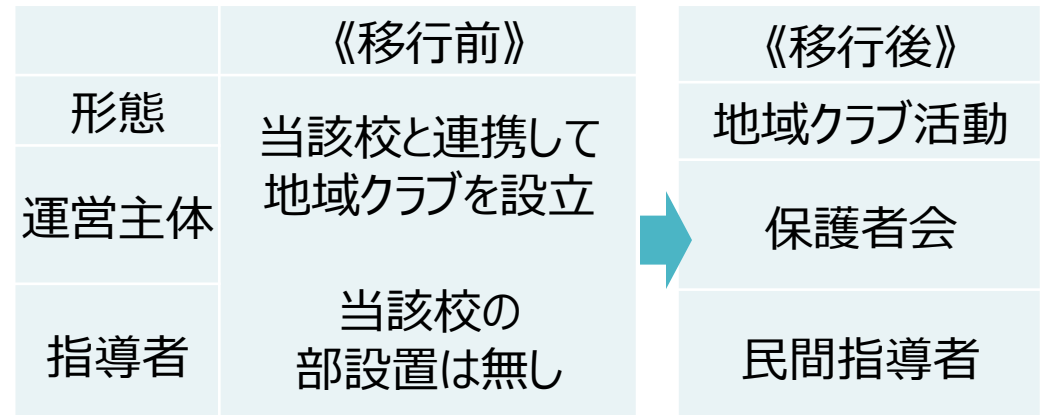 《移行前》
《移行後》
形態
当該校と連携して
地域クラブを設立
地域クラブ活動
運営主体
保護者会
当該校の
部設置は無し
指導者
民間指導者